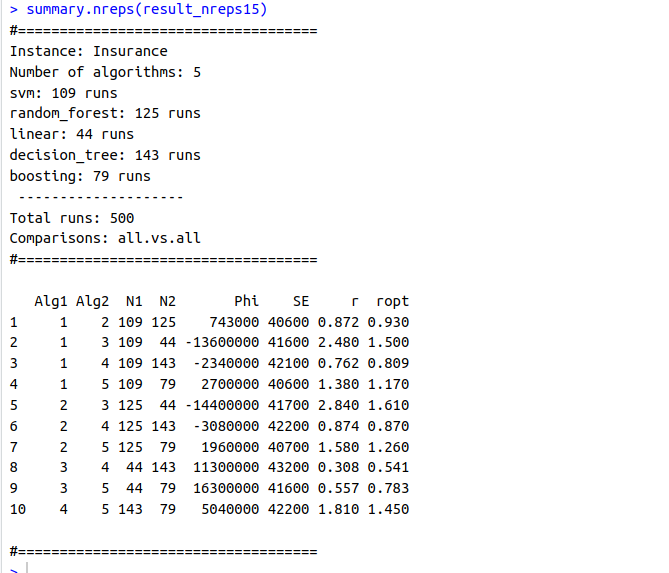 > summary.nreps(result_nreps15)
#====================================
Instance: Insurance
Number of algorithms: 5
svm: 109 runs
random_forest: 125 runs
linear: 44 runs
decision_tree: 143 runs
boosting: 79 runs
--------------------
Total runs: 500
Comparisons: all.vs.all
#====================================
Alg1 Alg2 N1 N2 Phi SE r ropt
1 1 2 109 125 743000 40600 0.872 0.930
2 1 3 109 44 -13600000 41600 2.480 1.500
3 1 4 109 143 -2340000 42100 0.762 0.809
4 1 5 109 79 2700000 40600 1.380 1.170
5 2 3 125 44 -14400000 41700 2.840 1.610
6 2 4 125 143 -3080000 42200 0.874 0.870
7 2 5 125 79 1960000 40700 1.580 1.260
8 3 4 44 143 11300000 43200 0.308 0.541
9 3 5 44 79 16300000 41600 0.557 0.783
10 4 5 143 79 5040000 42200 1.810 1.450
#====================================
>